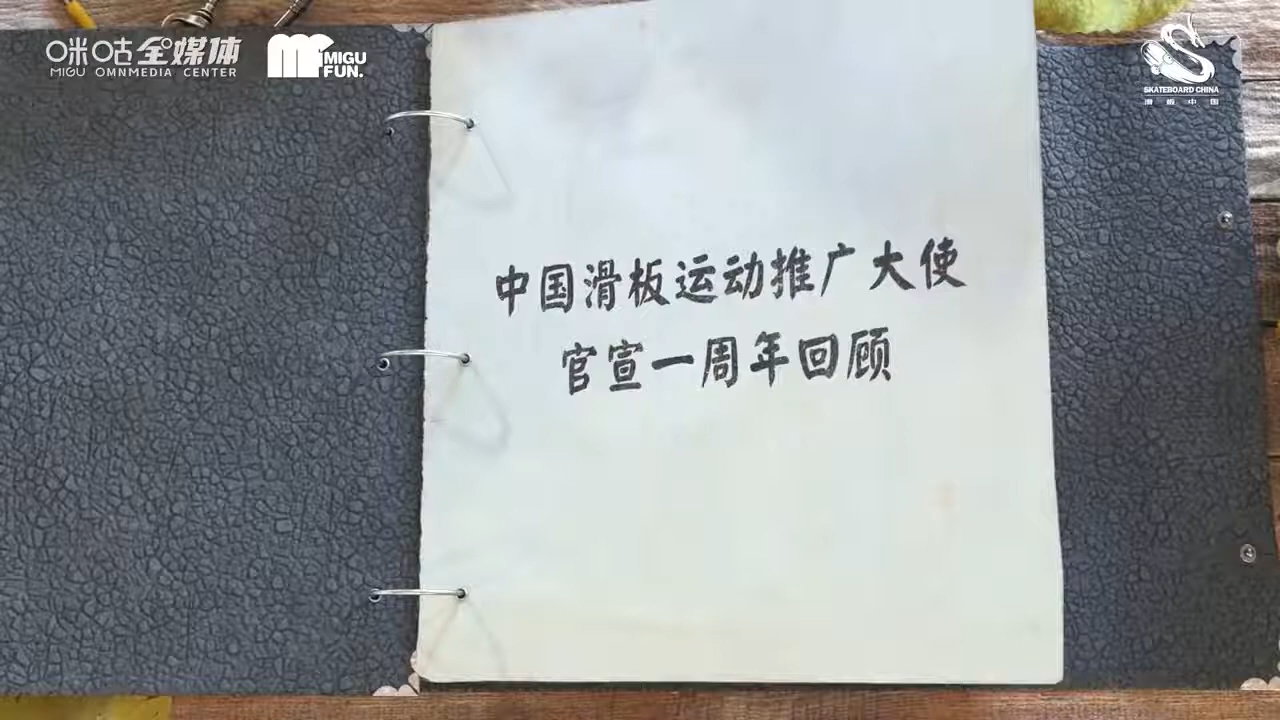 咪咕全媒体
MIGU OMNMEDIA CENTER
MIGU
FUN.
SKATEBOARD CHINA
滑板中国
中国滑板运动推广大使
官宣一周年回顾